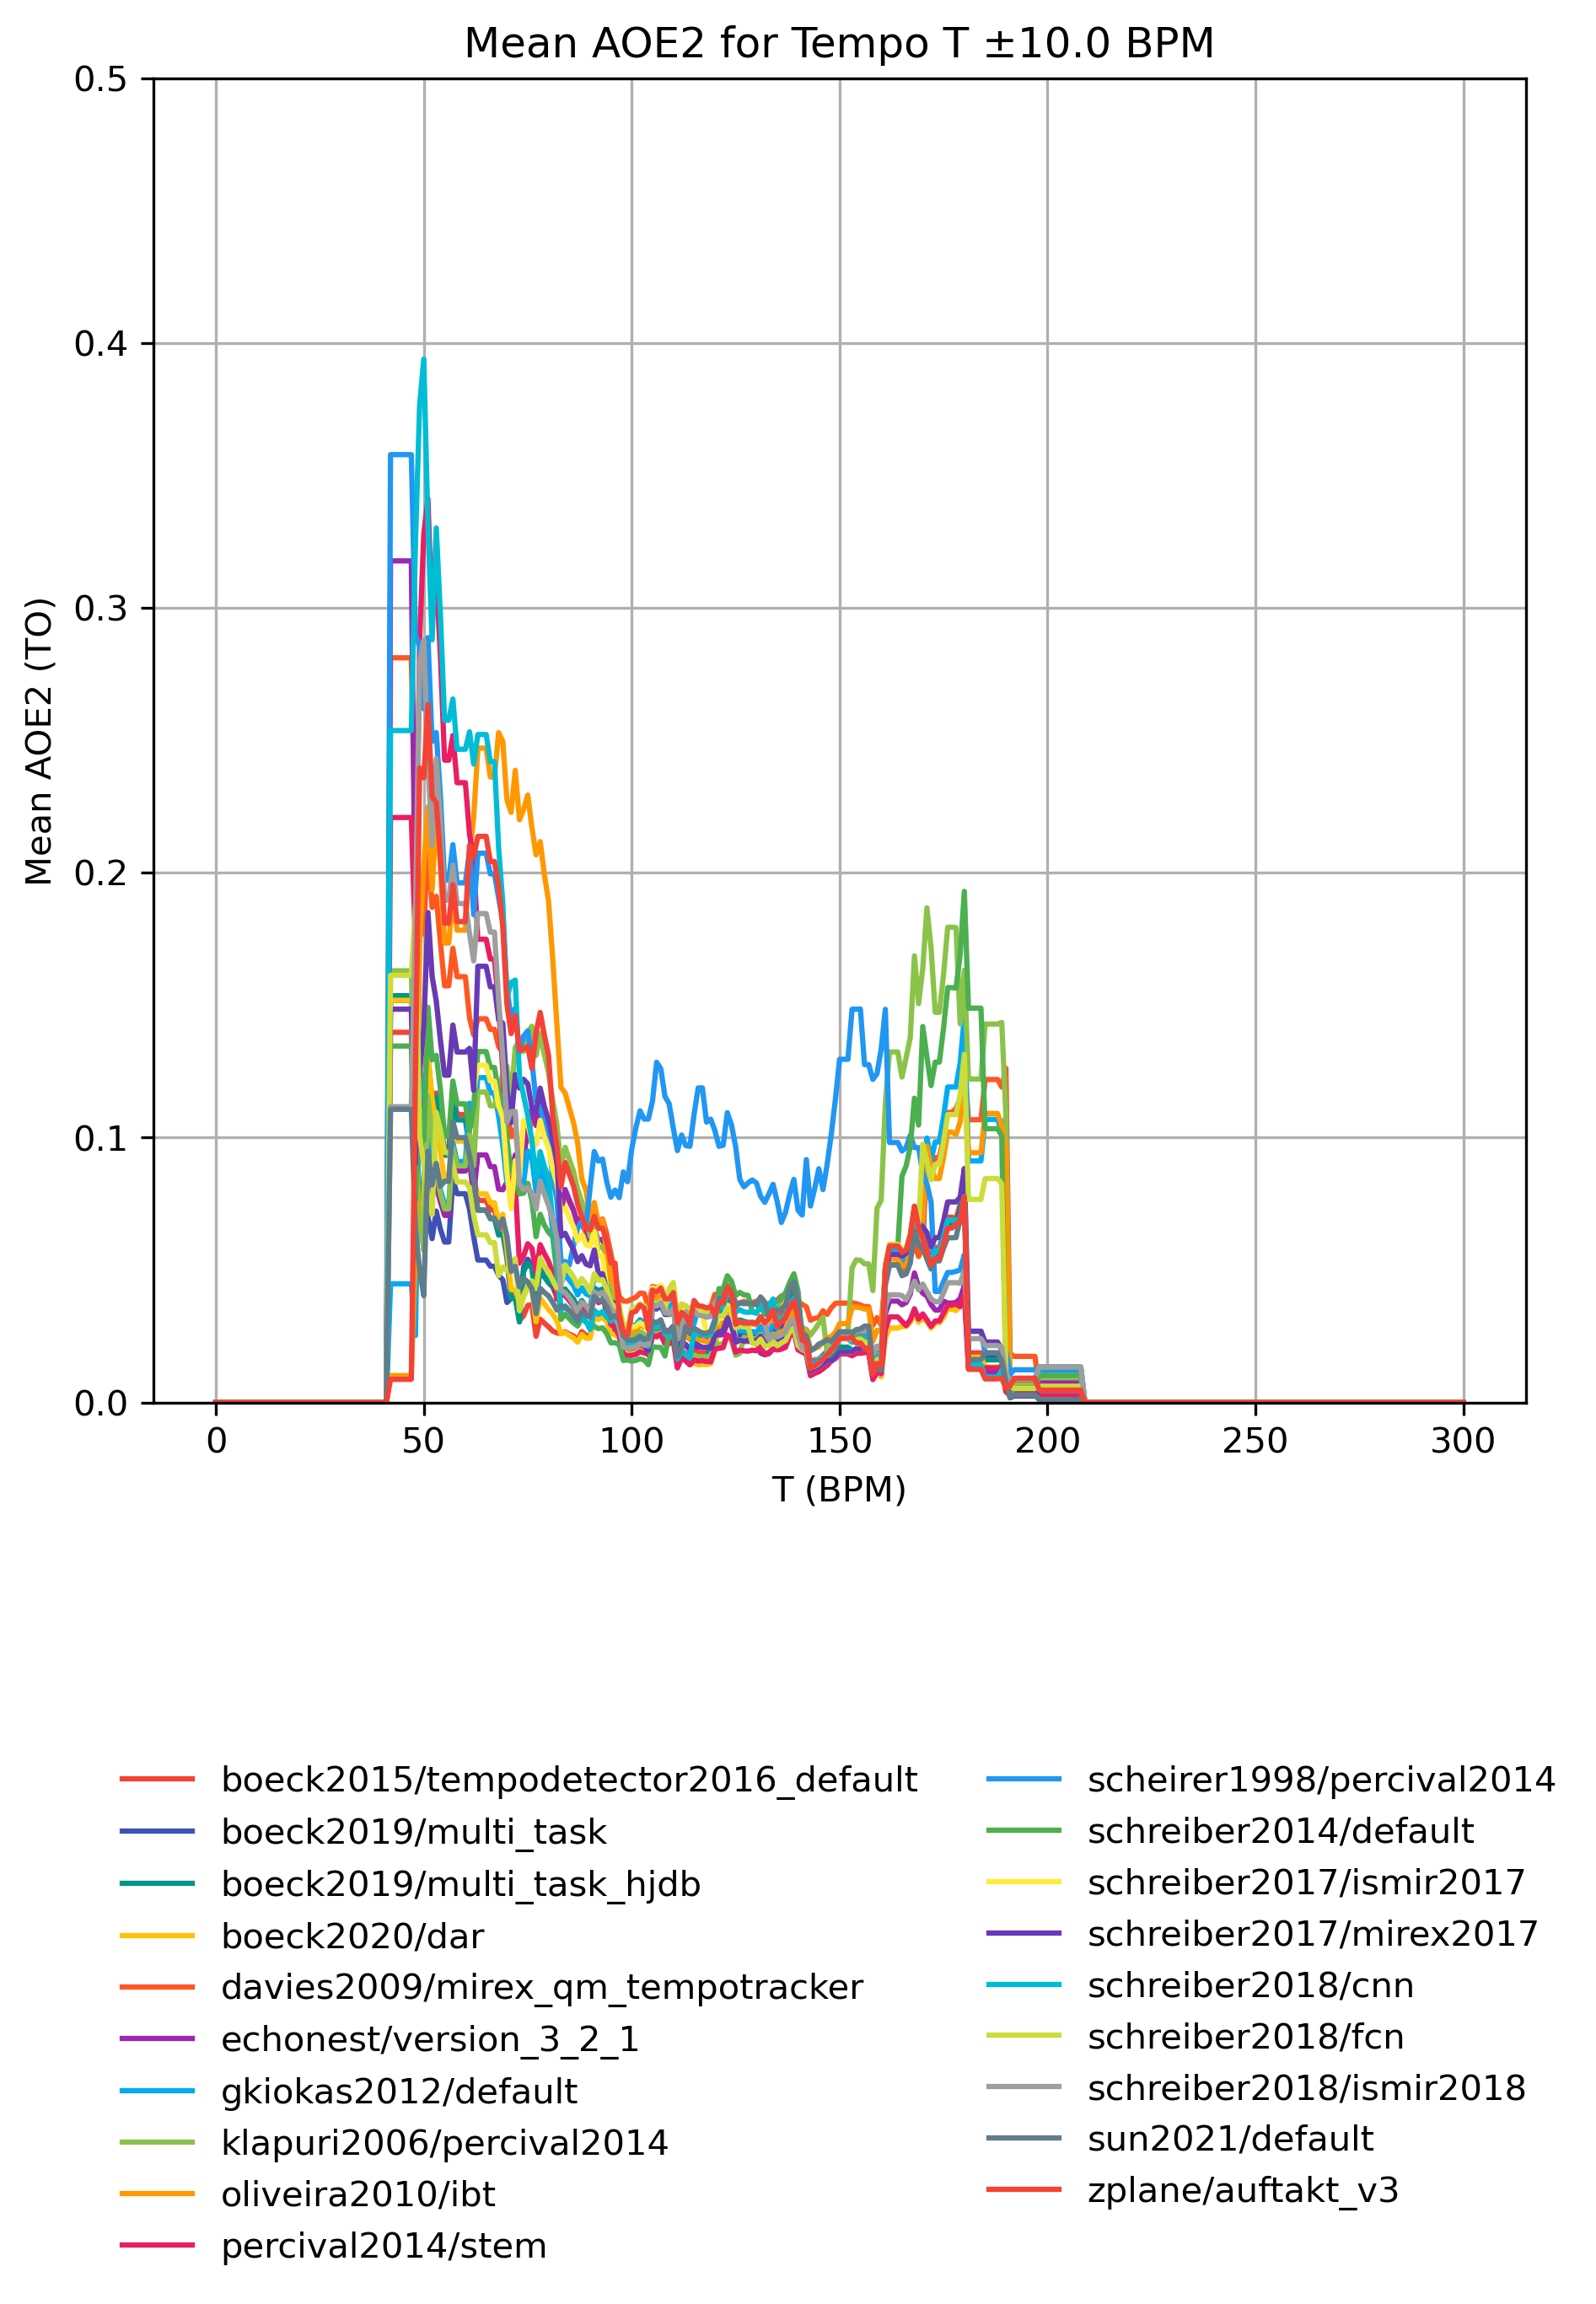 Mean AOE2 for Tempo T ±10.0 BPM
0.5
0.4
0.3
0.2
0.1
0.0
Mean AOE2 (TO)
0 50 100 150 200 250 300
T (BPM)
boeck2015/tempodetector2016_default
boeck2019/multi_task
boeck2019/multi_task_hjdb
boeck2020/dar
davies2009/mirex_qm_tempotracker
echonest/version_3_2_1
gkiokas2012/default
klapuri2006/percival2014
oliveira2010/ibt
percival2014/stem
scheirer1998/percival2014
schreiber2014/default
schreiber2017/ismir2017
schreiber2017/mirex2017
schreiber2018/cnn
schreiber2018/fcn
schreiber2018/ismir2018
sun2021/default
zplane/auftakt_v3